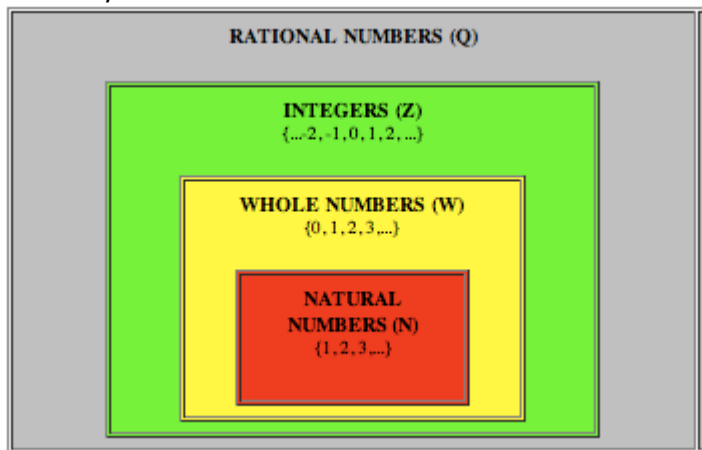 RATIONAL NUMBERS (Q)
INTEGERS (Z)
{...-2, -1, 0, 1, 2, ...}
WHOLE NUMBERS (W)
{0, 1, 2, 3,...}
NATURAL
NUMBERS (N)
{1, 2, 3,...}